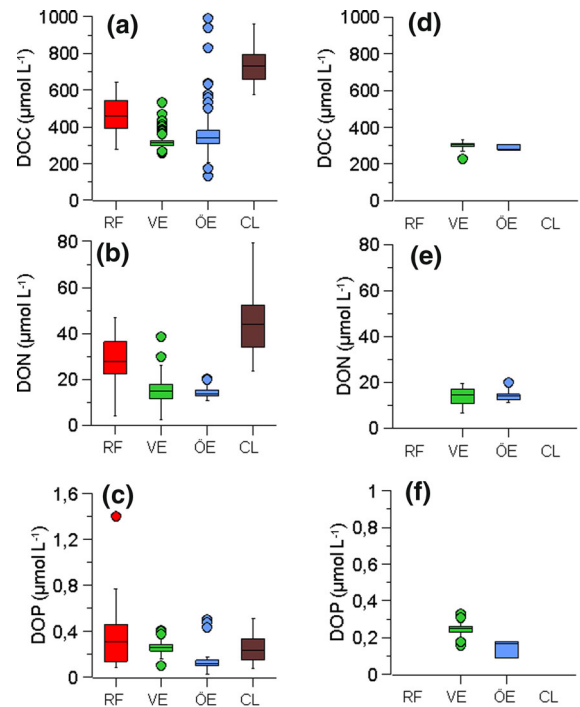 (a)
DOC (µmol L⁻¹)
1000
800
600
400
200
0
RF VE ÖE CL
(d)
DOC (µmol L⁻¹)
1000
800
600
400
200
0
RF VE ÖE CL
(b)
DON (µmol L⁻¹)
80
60
40
20
0
RF VE ÖE CL
(e)
DON (µmol L⁻¹)
80
60
40
20
0
RF VE ÖE CL
(c)
DOP (µmol L⁻¹)
1,6
1,2
0,8
0,4
0
RF VE ÖE CL
(f)
DOP (µmol L⁻¹)
1
0,8
0,6
0,4
0,2
0
RF VE ÖE CL